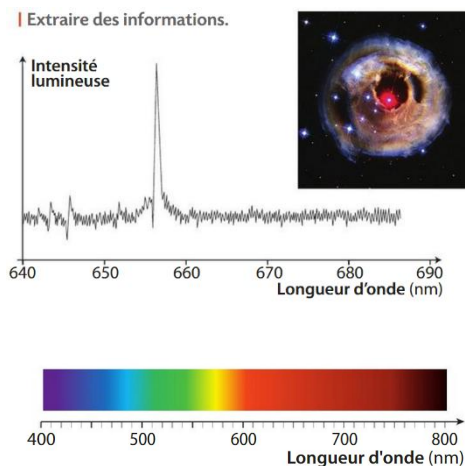 Extraire des informations.
Intensité
lumineuse
640 650 660 670 680 690
Longueur d'onde (nm)
400 500 600 700 800
Longueur d'onde (nm)